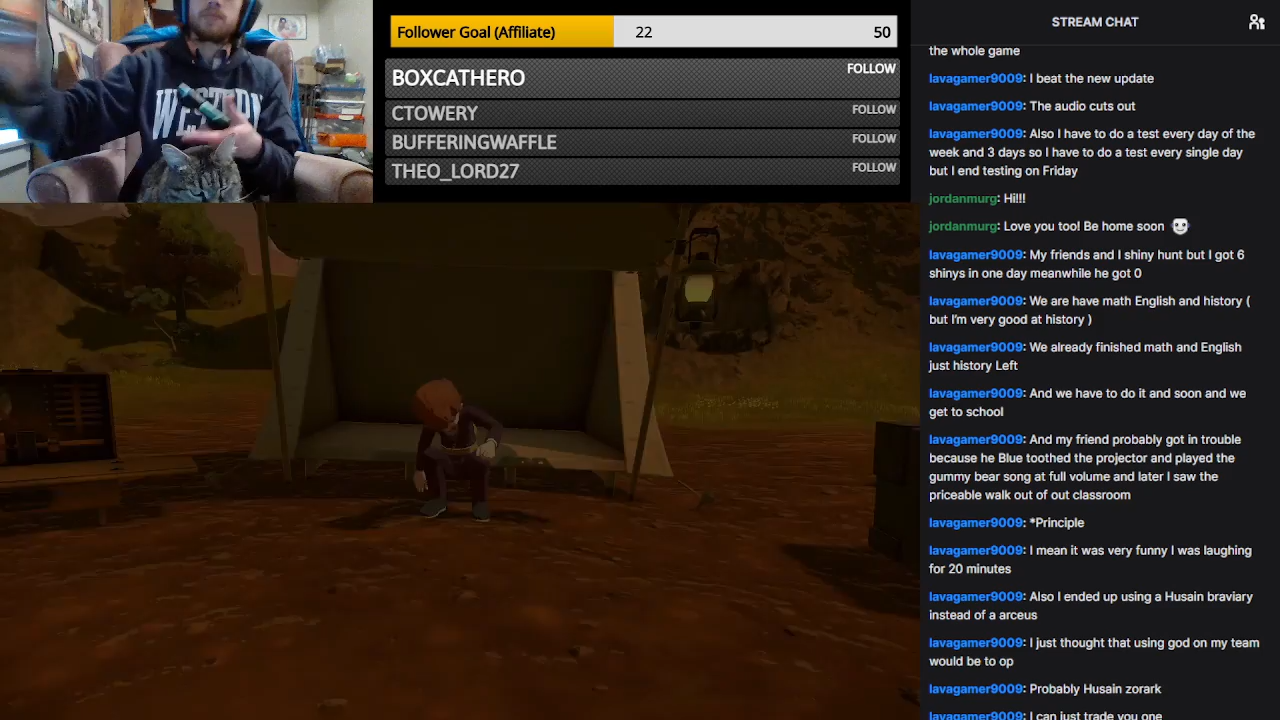 WESTERN
Follower Goal (Affiliate) 22 50
BOXCATHERO FOLLOW
CTOWERY FOLLOW
BUFFERINGWAFFLE FOLLOW
THEO_LORD27 FOLLOW
STREAM CHAT
the whole game
lavagamer9009: I beat the new update
lavagamer9009: The audio cuts out
lavagamer9009: Also I have to do a test every day of the
week and 3 days so I have to do a test every single day
but I end testing on Friday
jordanmurg: Hi!!!
jordanmurg: Love you too! Be home soon
lavagamer9009: My friends and I shiny hunt but I got 6
shinys in one day meanwhile he got 0
lavagamer9009: We are have math English and history (
but I'm very good at history )
lavagamer9009: We already finished math and English
just history Left
lavagamer9009: And we have to do it and soon and we
get to school
lavagamer9009: And my friend probably got in trouble
because he Blue toothed the projector and played the
gummy bear song at full volume and later I saw the
priceable walk out of out classroom
lavagamer9009: *Principle
lavagamer9009: I mean it was very funny I was laughing
for 20 minutes
lavagamer9009: Also I ended up using a Husain braviary
instead of a arceus
lavagamer9009: I just thought that using god on my team
would be to op
lavagamer9009: Probably Husain zorark
lavagamer9009: I can just trade you one